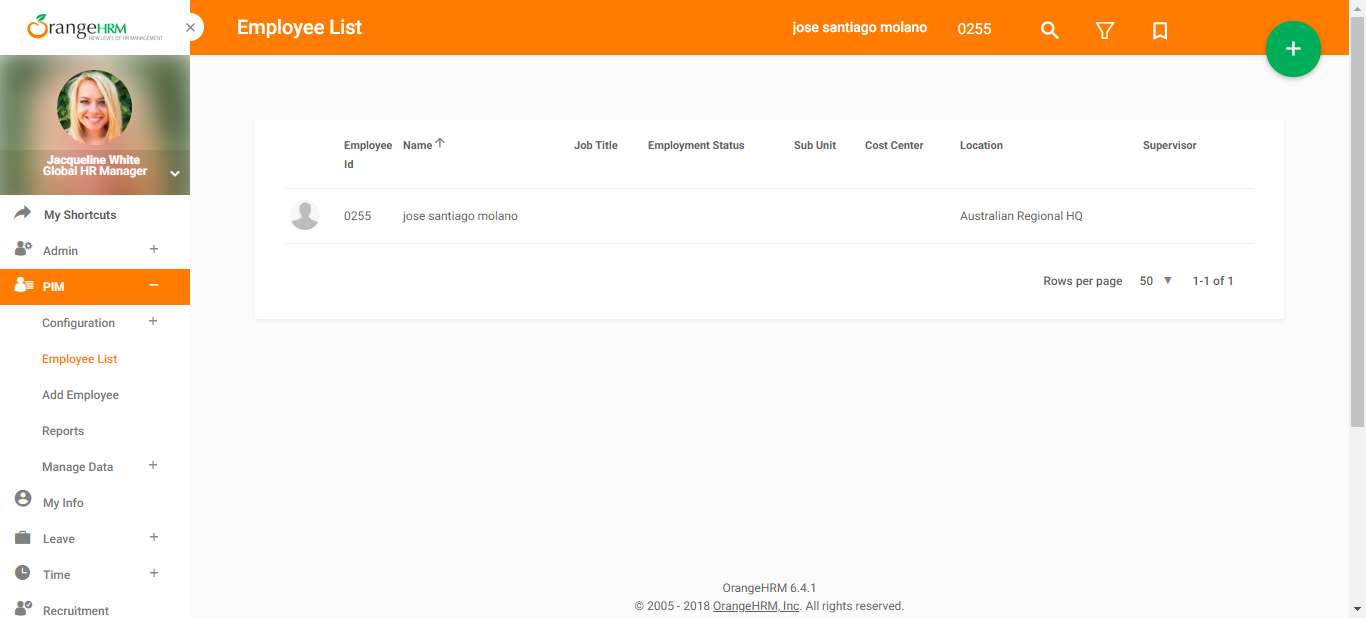 OrangeHRM
NEW LEVEL OF HR MANAGEMENT
Employee List
jose santiago molano
0255
Jacqueline White
Global HR Manager
My Shortcuts
Admin
PIM
Configuration
Employee List
Add Employee
Reports
Manage Data
My Info
Leave
Time
Recruitment
Employee Id Name Job Title Employment Status Sub Unit Cost Center Location Supervisor
0255 jose santiago molano Australian Regional HQ
Rows per page 50 1-1 of 1
OrangeHRM 6.4.1
© 2005 - 2018 OrangeHRM, Inc. All rights reserved.